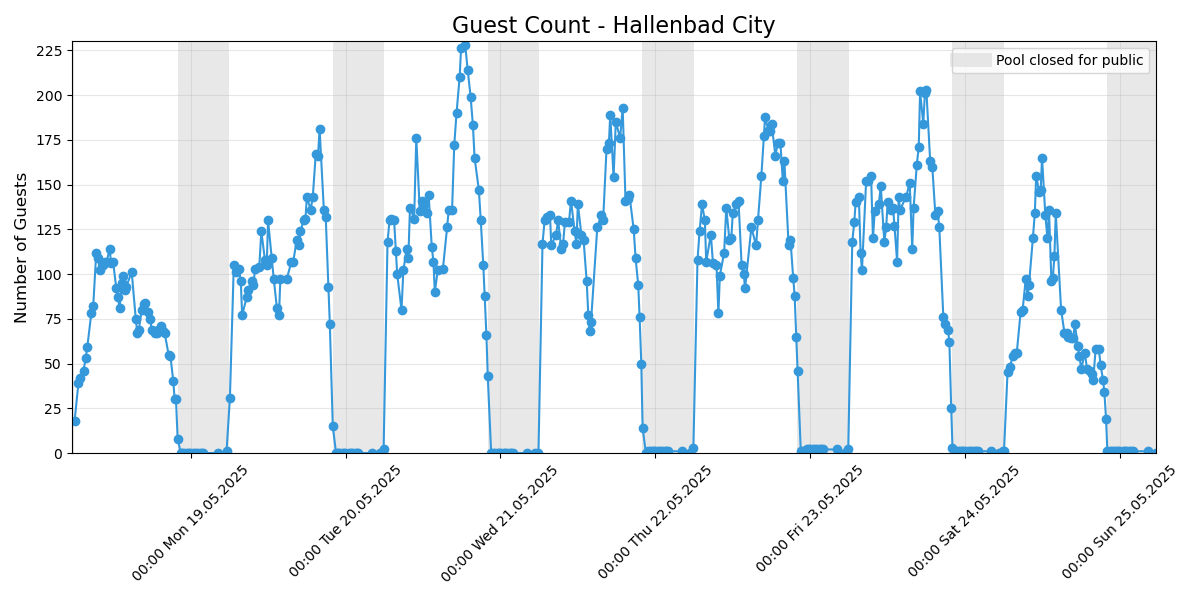 Guest Count - Hallenbad City
Pool closed for public
Number of Guests
225
200
175
150
125
100
75
50
25
0
00:00 Mon 19.05.2025
00:00 Tue 20.05.2025
00:00 Wed 21.05.2025
00:00 Thu 22.05.2025
00:00 Fri 23.05.2025
00:00 Sat 24.05.2025
00:00 Sun 25.05.2025